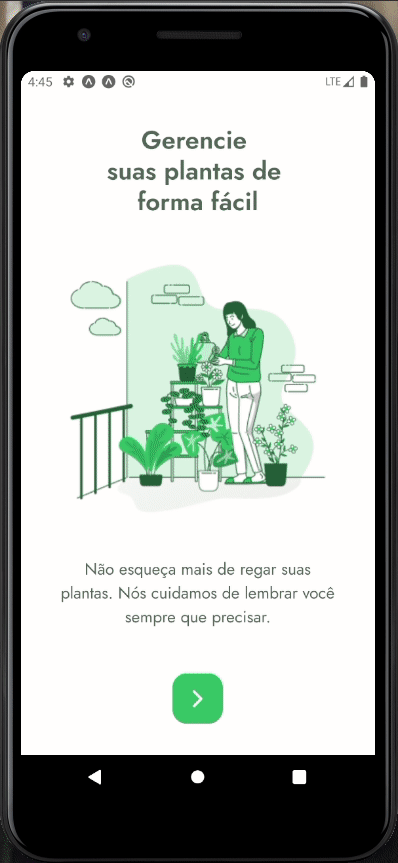 4:45
LTE
Gerencie
suas plantas de
forma fácil
Não esqueça mais de regar suas
plantas. Nós cuidamos de lembrar você
sempre que precisar.